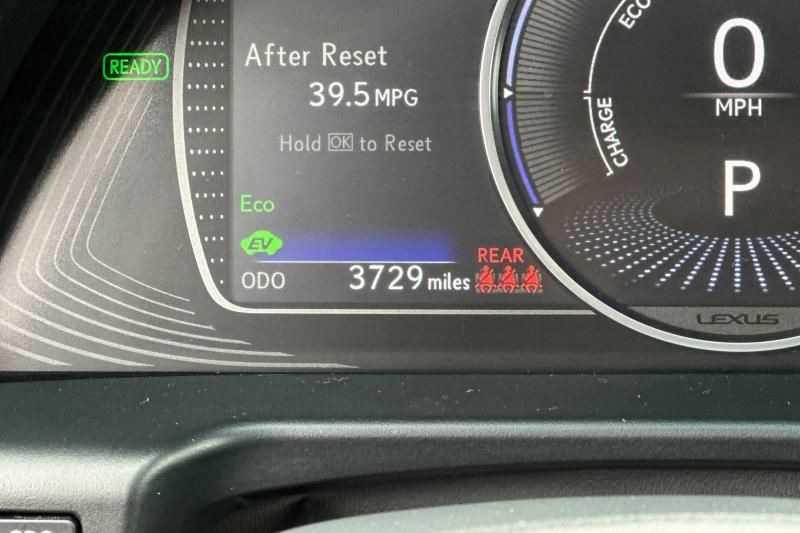 READY
After Reset
39.5 MPG
Hold OK to Reset
Eco
EV
ODO 3729 miles
REAR
ECO
CHARGE
0
MPH
P
LEXUS